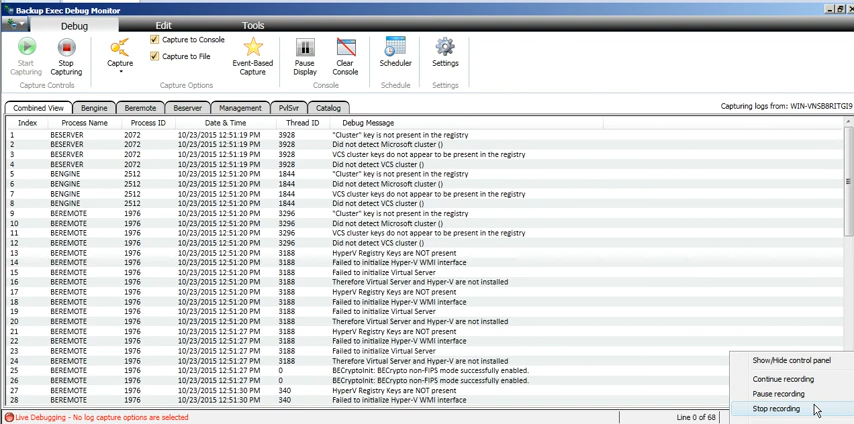 Backup Exec Debug Monitor
Debug Edit Tools
Start Capturing
Stop Capturing
Capture
Capture to Console
Capture to File
Event-Based Capture
Pause Display
Clear Console
Scheduler
Settings
Capture Controls Capture Options Console Schedule Settings
Combined View Bengine Beremote Beserver Management PvlSvr Catalog
Capturing logs from: WIN-VNSB8RITGI9
Index Process Name Process ID Date & Time Thread ID Debug Message
1 BESERVER 2072 10/23/2015 12:51:19 PM 3928 "Cluster" key is not present in the registry
2 BESERVER 2072 10/23/2015 12:51:19 PM 3928 Did not detect Microsoft cluster ()
3 BESERVER 2072 10/23/2015 12:51:19 PM 3928 VCS cluster keys do not appear to be present in the registry
4 BESERVER 2072 10/23/2015 12:51:19 PM 3928 Did not detect VCS cluster ()
5 BENGINE 2512 10/23/2015 12:51:20 PM 1844 "Cluster" key is not present in the registry
6 BENGINE 2512 10/23/2015 12:51:20 PM 1844 Did not detect Microsoft cluster ()
7 BENGINE 2512 10/23/2015 12:51:20 PM 1844 VCS cluster keys do not appear to be present in the registry
8 BENGINE 2512 10/23/2015 12:51:20 PM 1844 Did not detect VCS cluster ()
9 BEREMOTE 1976 10/23/2015 12:51:20 PM 3296 "Cluster" key is not present in the registry
10 BEREMOTE 1976 10/23/2015 12:51:20 PM 3296 Did not detect Microsoft cluster ()
11 BEREMOTE 1976 10/23/2015 12:51:20 PM 3296 VCS cluster keys do not appear to be present in the registry
12 BEREMOTE 1976 10/23/2015 12:51:20 PM 3296 Did not detect VCS cluster ()
13 BEREMOTE 1976 10/23/2015 12:51:20 PM 3188 HyperV Registry Keys are NOT present
14 BEREMOTE 1976 10/23/2015 12:51:20 PM 3188 Failed to initialize Hyper-V WMI interface
15 BEREMOTE 1976 10/23/2015 12:51:20 PM 3188 Failed to initialize Virtual Server
16 BEREMOTE 1976 10/23/2015 12:51:20 PM 3188 Therefore Virtual Server and Hyper-V are not installed
17 BEREMOTE 1976 10/23/2015 12:51:20 PM 3188 HyperV Registry Keys are NOT present
18 BEREMOTE 1976 10/23/2015 12:51:20 PM 3188 Failed to initialize Hyper-V WMI interface
19 BEREMOTE 1976 10/23/2015 12:51:20 PM 3188 Failed to initialize Virtual Server
20 BEREMOTE 1976 10/23/2015 12:51:20 PM 3188 Therefore Virtual Server and Hyper-V are not installed
21 BEREMOTE 1976 10/23/2015 12:51:27 PM 3188 HyperV Registry Keys are NOT present
22 BEREMOTE 1976 10/23/2015 12:51:27 PM 3188 Failed to initialize Hyper-V WMI interface
23 BEREMOTE 1976 10/23/2015 12:51:27 PM 3188 Failed to initialize Virtual Server
24 BEREMOTE 1976 10/23/2015 12:51:27 PM 3188 Therefore Virtual Server and Hyper-V are not installed
25 BEREMOTE 1976 10/23/2015 12:51:27 PM 0 BECryptoInit: BECrypto non-FIPS mode successfully enabled.
26 BEREMOTE 1976 10/23/2015 12:51:27 PM 0 BECryptoInit: BECrypto non-FIPS mode successfully enabled.
27 BEREMOTE 1976 10/23/2015 12:51:30 PM 340 HyperV Registry Keys are NOT present
28 BEREMOTE 1976 10/23/2015 12:51:30 PM 340 Failed to initialize Hyper-V WMI interface
Show/Hide control panel
Continue recording
Pause recording
Stop recording
Live Debugging - No log capture options are selected
Line 0 of 68